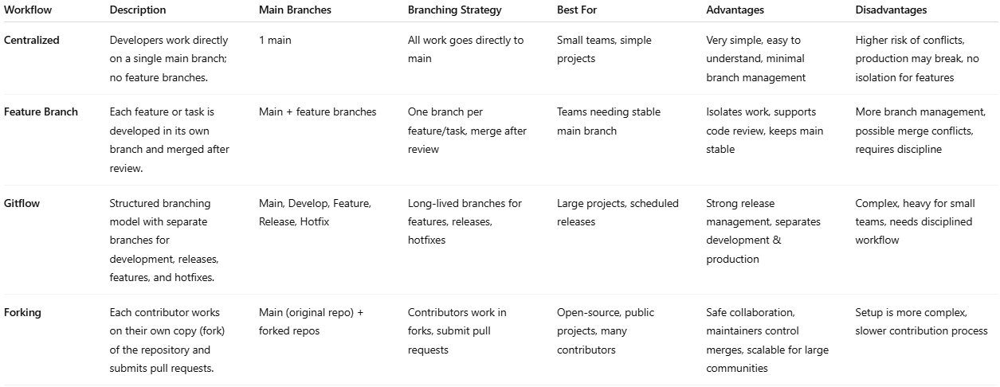 Workflow Description Main Branches Branching Strategy Best For Advantages Disadvantages
Centralized
Developers work directly
on a single main branch;
no feature branches.
1 main
All work goes directly to
main
Small teams, simple
projects
Very simple, easy to
understand, minimal
branch management
Higher risk of conflicts,
production may break, no
isolation for features
Feature Branch
Each feature or task is
developed in its own
branch and merged after
review.
Main + feature branches
One branch per
feature/task, merge after
review
Teams needing stable
main branch
Isolates work, supports
code review, keeps main
stable
More branch management,
possible merge conflicts,
requires discipline
Gitflow
Structured branching
model with separate
branches for
development, releases,
features, and hotfixes.
Main, Develop, Feature,
Release, Hotfix
Long-lived branches for
features, releases,
hotfixes
Large projects, scheduled
releases
Strong release
management, separates
development &
production
Complex, heavy for small
teams, needs disciplined
workflow
Forking
Each contributor works
on their own copy (fork)
of the repository and
submits pull requests.
Main (original repo) +
forked repos
Contributors work in
forks, submit pull
requests
Open-source, public
projects, many
contributors
Safe collaboration,
maintainers control
merges, scalable for large
communities
Setup is more complex,
slower contribution process